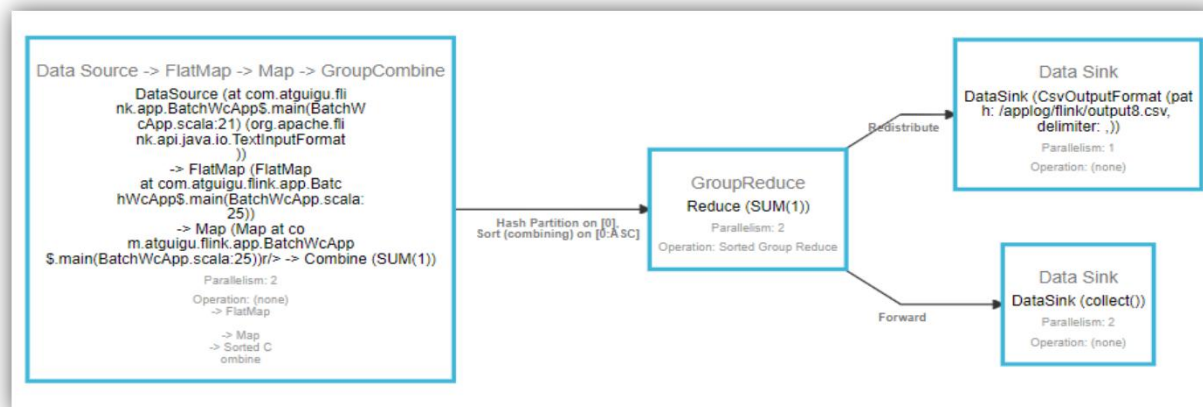 Data Source -> FlatMap -> Map -> GroupCombine
DataSource (at com.atguigu.fli
nk.app.BatchWcApp$.main(BatchW
cApp.scala:21) (org.apache.fli
nk.api.java.io.TextInputFormat
))
-> FlatMap (FlatMap
at com.atguigu.flink.app.Batc
hWcApp$.main(BatchWcApp.scala:
25))
-> Map (Map at co
m.atguigu.flink.app.BatchWcApp
$.main(BatchWcApp.scala:25))r/> -> Combine (SUM(1))
Parallelism: 2
Operation: (none)
-> FlatMap
-> Map
-> Sorted C
ombine
Hash Partition on [0],
Sort (combining) on [0:ASC]
GroupReduce
Reduce (SUM(1))
Parallelism: 2
Operation: Sorted Group Reduce
Redistribute
Data Sink
DataSink (CsvOutputFormat (pat
h: /applog/flink/output8.csv,
delimiter: ,))
Parallelism: 1
Operation: (none)
Forward
Data Sink
DataSink (collect())
Parallelism: 2
Operation: (none)